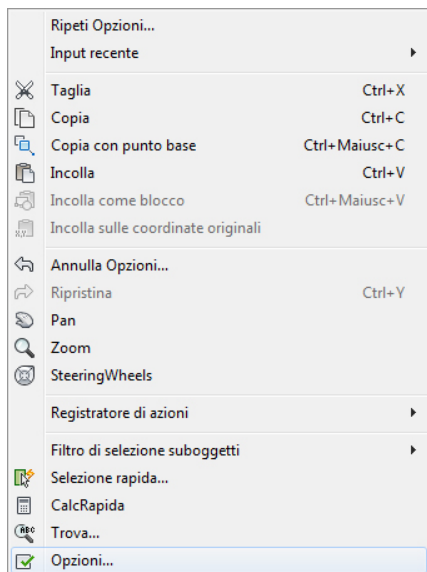 Ripeti Opzioni...
Input recente
Taglia Ctrl+X
Copia Ctrl+C
Copia con punto base Ctrl+Maiusc+C
Incolla Ctrl+V
Incolla come blocco Ctrl+Maiusc+V
Incolla sulle coordinate originali
Annulla Opzioni...
Ripristina Ctrl+Y
Pan
Zoom
SteeringWheels
Registratore di azioni
Filtro di selezione suboggetti
Selezione rapida...
CalcRapida
Trova...
Opzioni...